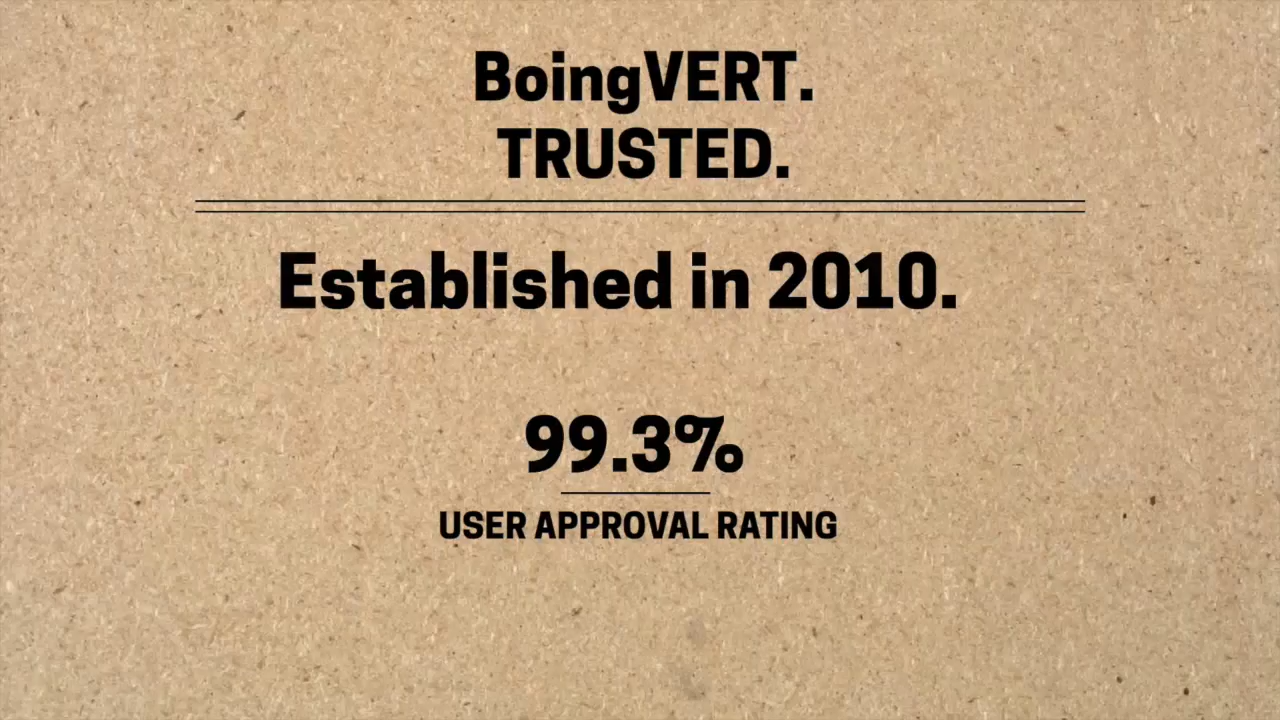 BoingVERT.
TRUSTED.
Established in 2010.
99.3%
USER APPROVAL RATING